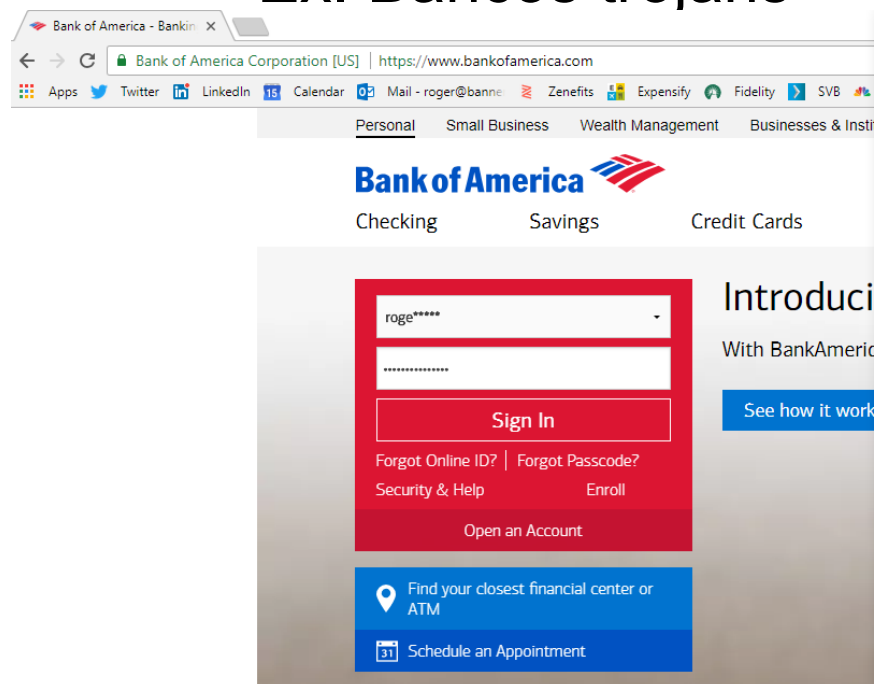 Ex: Bancos trojans
Bank of America - Bankin
Bank of America Corporation [US] | https://www.bankofamerica.com
Apps Twitter LinkedIn 15 Calendar Mail - roger@banne Zenefits Expensify Fidelity SVB
Personal Small Business Wealth Management Businesses & Insti
Bank of America
Checking Savings Credit Cards
Introduci
roge*****
With BankAmeric
•••••••••••••••
See how it work
Sign In
Forgot Online ID? | Forgot Passcode?
Security & Help Enroll
Open an Account
Find your closest financial center or
ATM
31 Schedule an Appointment